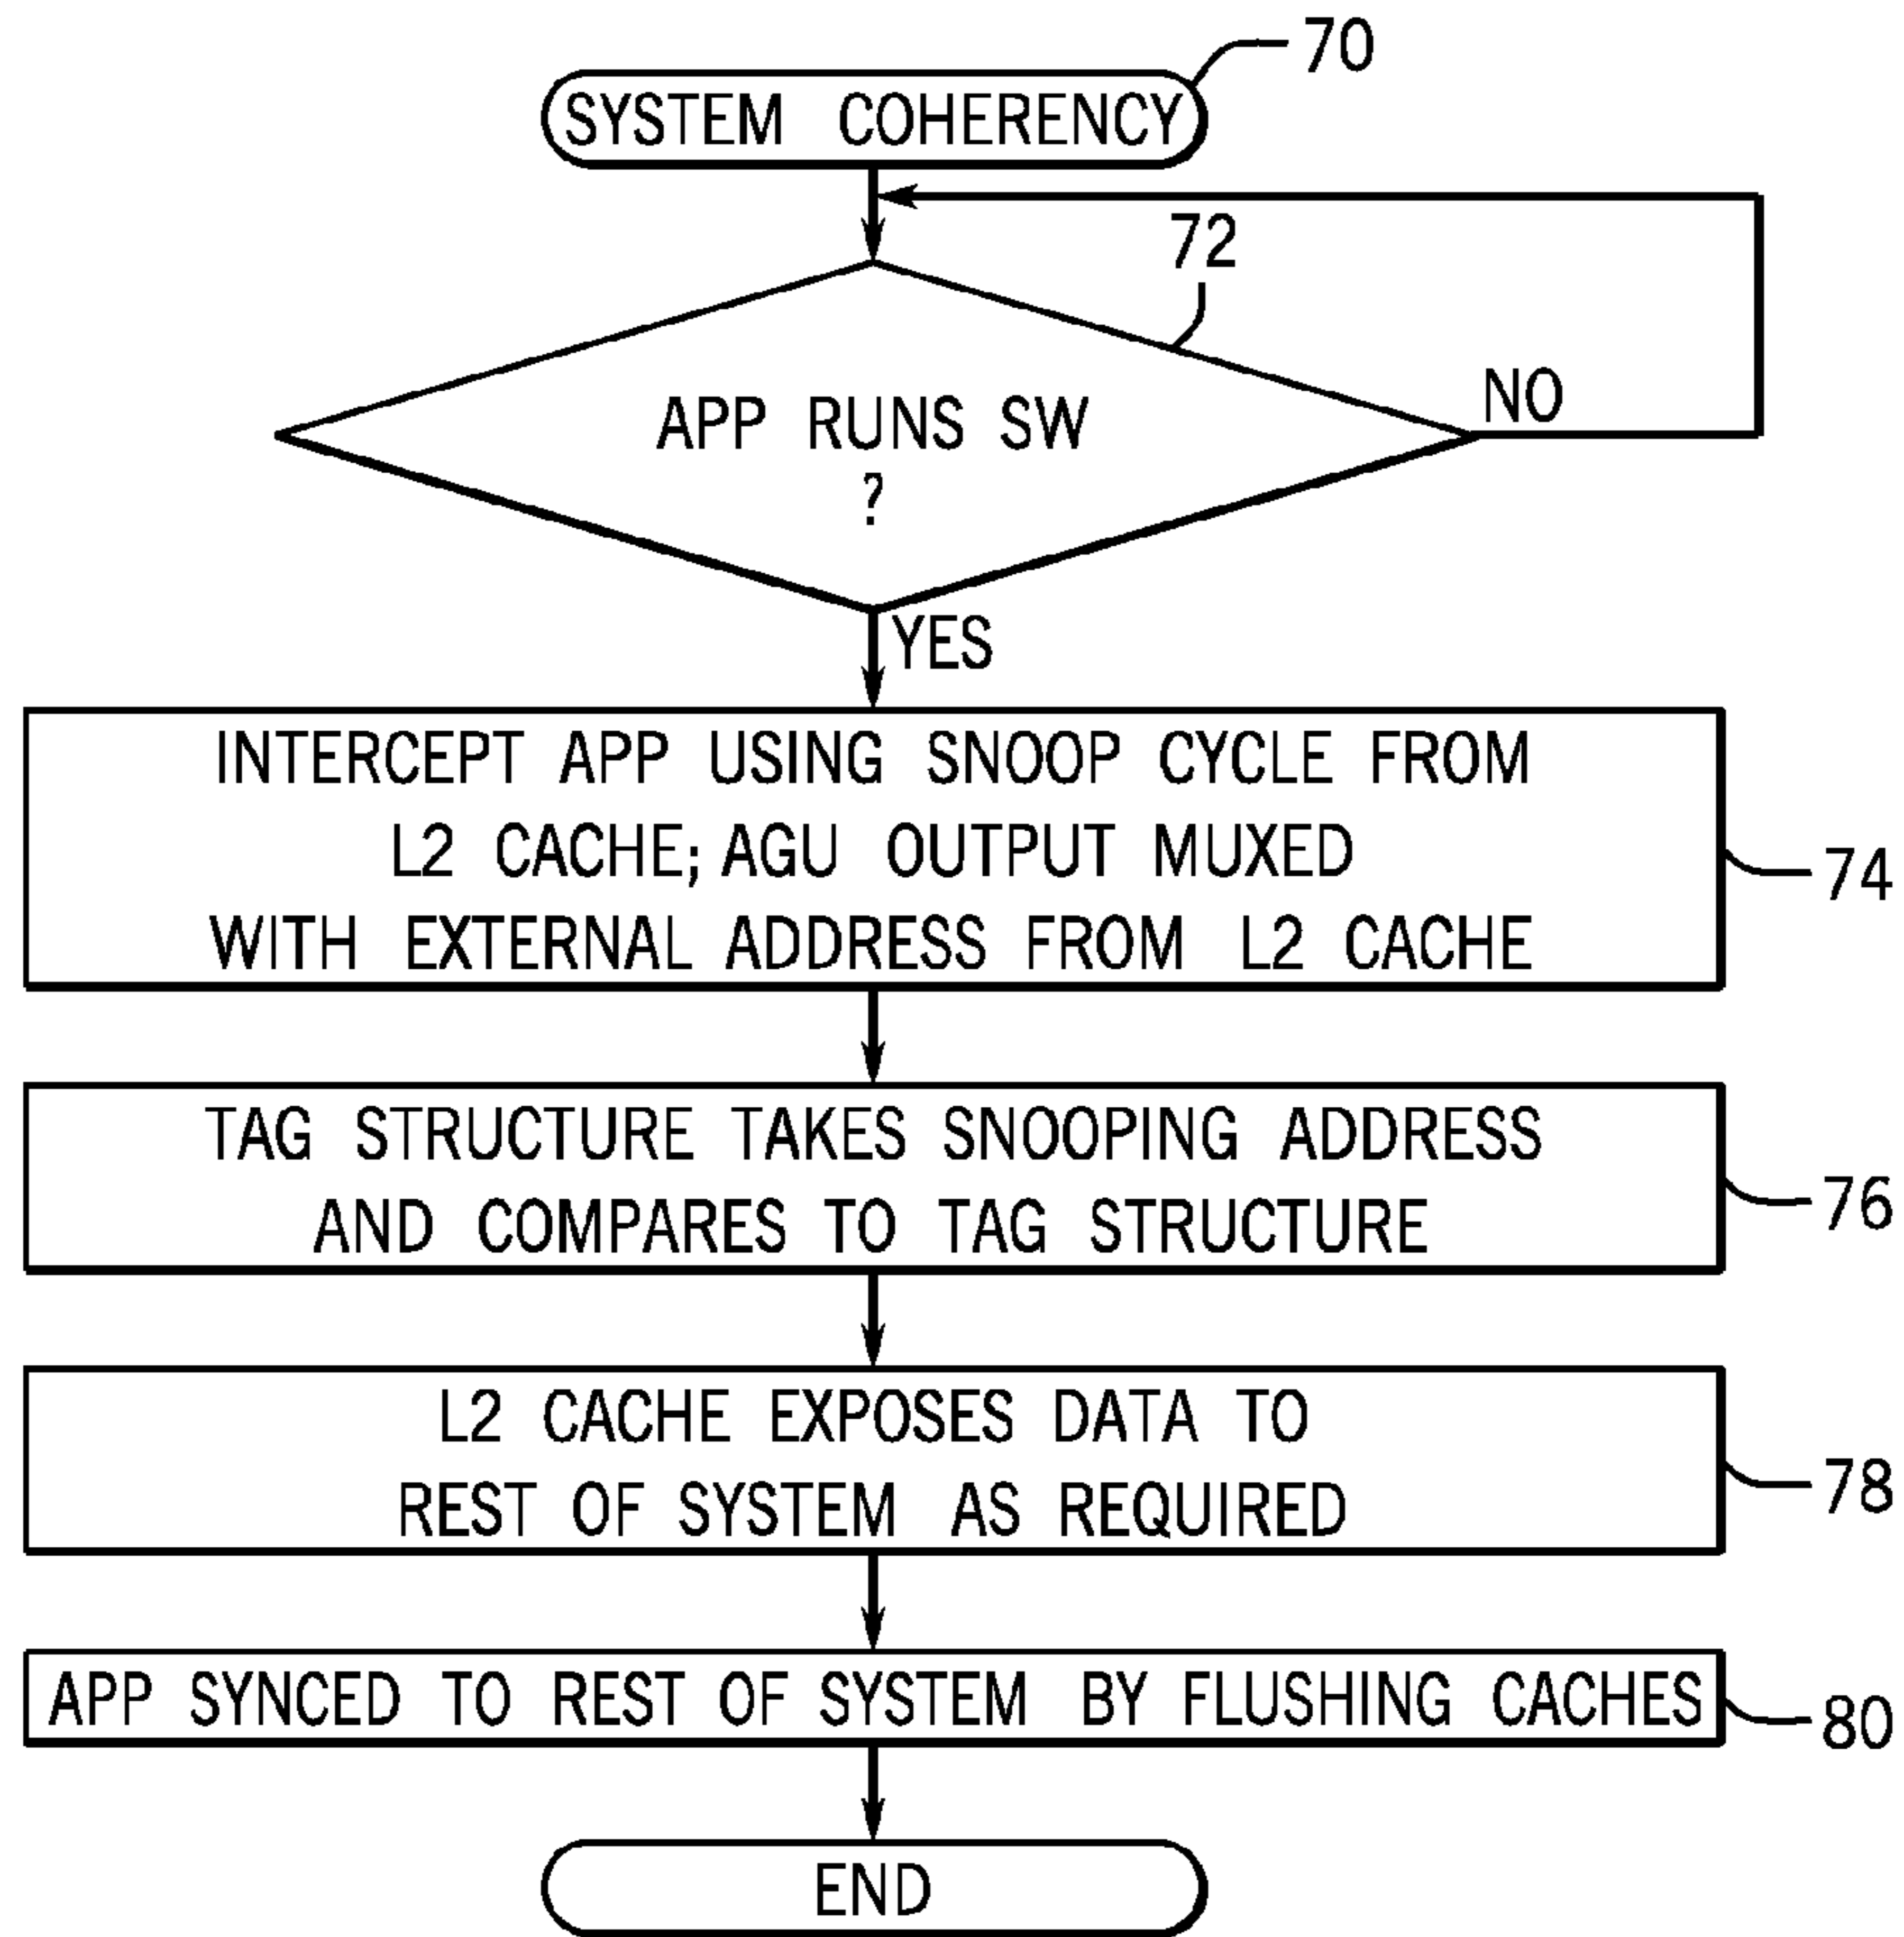 70
SYSTEM COHERENCY
72
APP RUNS SW
?
NO
YES
INTERCEPT APP USING SNOOP CYCLE FROM
L2 CACHE; AGU OUTPUT MUXED
WITH EXTERNAL ADDRESS FROM L2 CACHE
74
TAG STRUCTURE TAKES SNOOPING ADDRESS
AND COMPARES TO TAG STRUCTURE
76
L2 CACHE EXPOSES DATA TO
REST OF SYSTEM AS REQUIRED
78
APP SYNCED TO REST OF SYSTEM BY FLUSHING CACHES
80
END